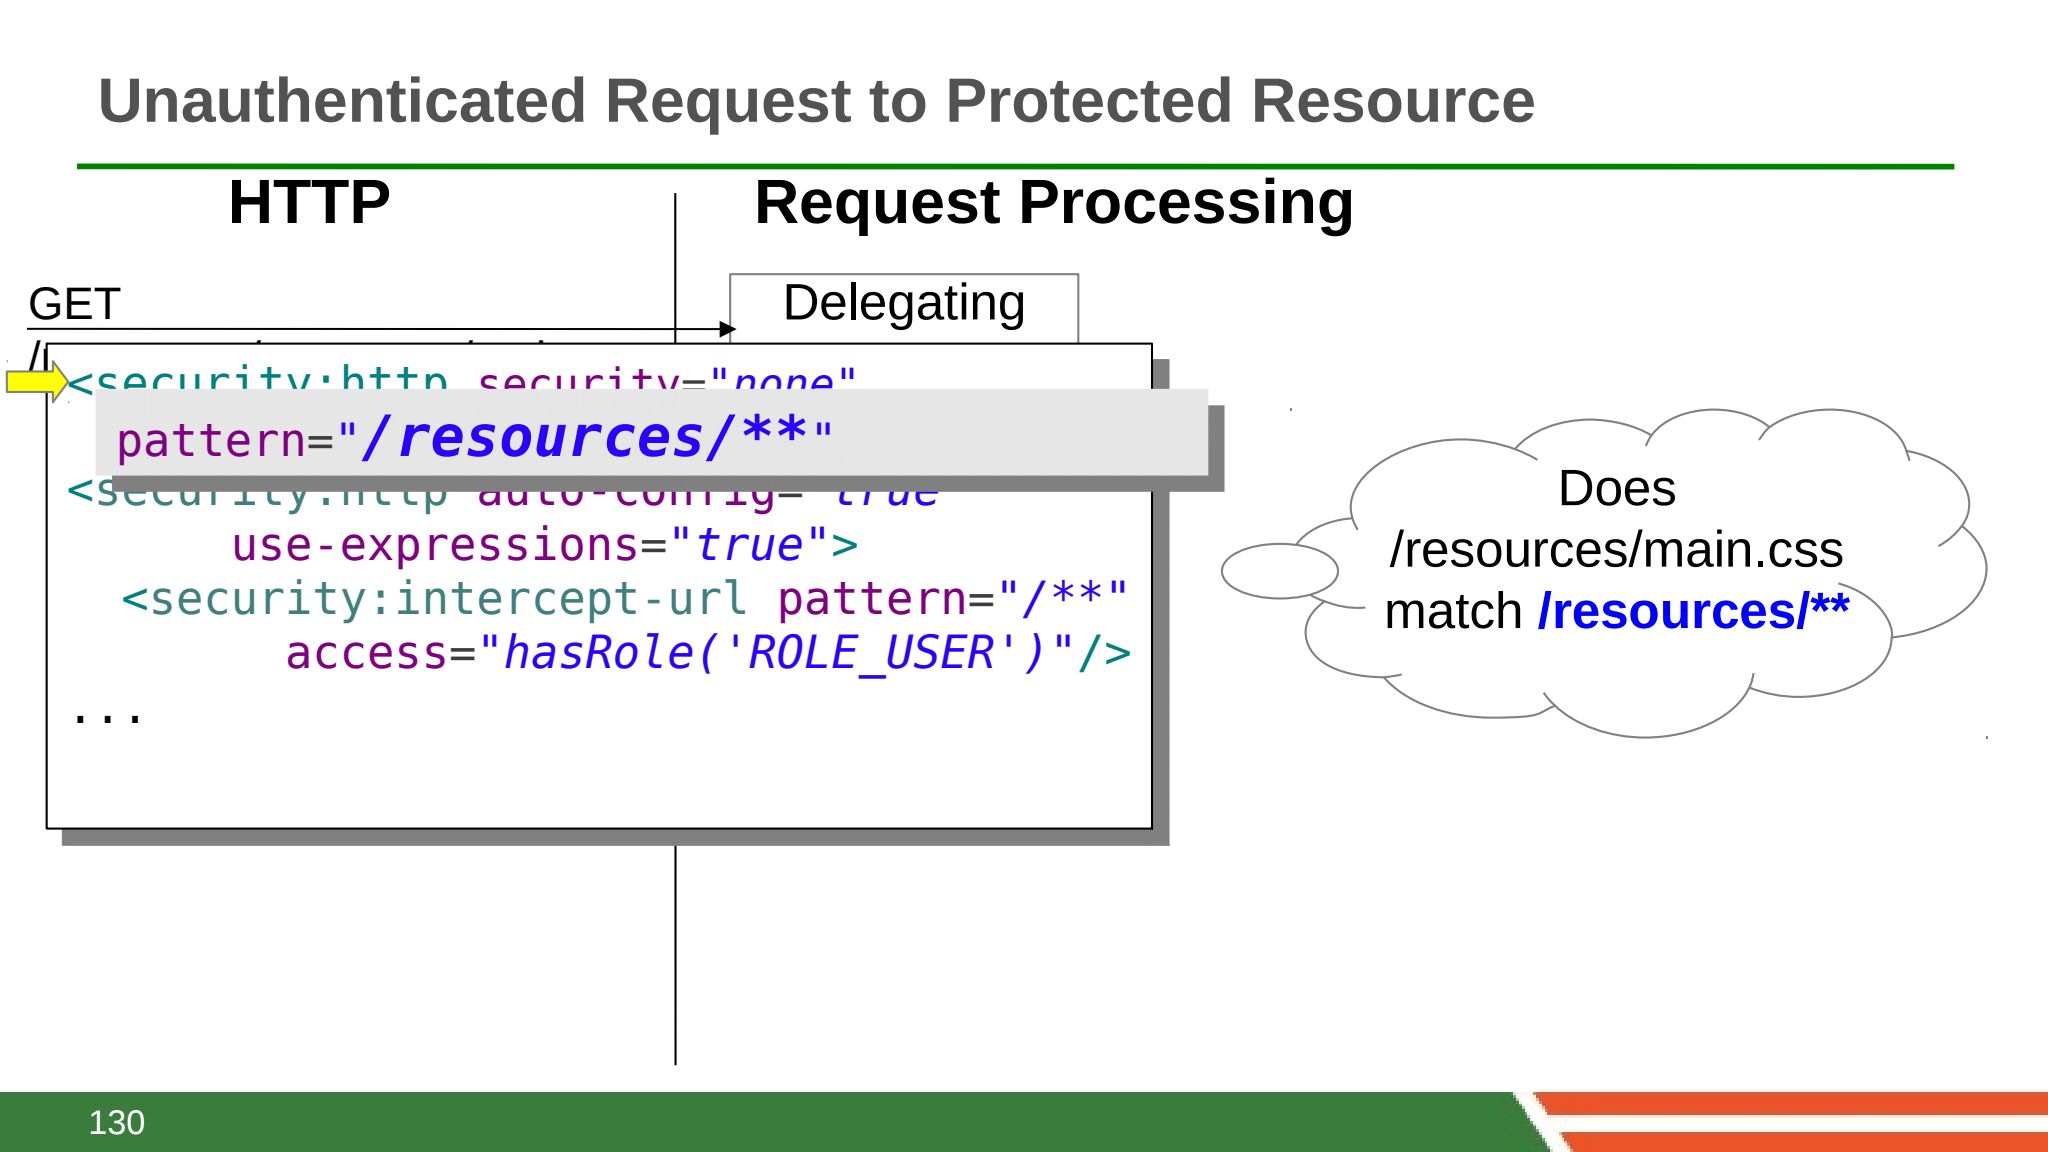 Unauthenticated Request to Protected Resource
HTTP
Request Processing
GET
Delegating
<security:http security="none"
pattern="/resources/**"
<security:http auto-config="true"
use-expressions="true">
<security:intercept-url pattern="/**"
access="hasRole('ROLE_USER')"/>
...
Does
/resources/main.css
match /resources/**
130